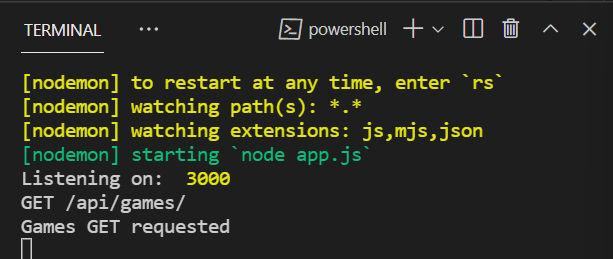 TERMINAL ... powershell
[nodemon] to restart at any time, enter `rs`
[nodemon] watching path(s): *.*
[nodemon] watching extensions: js,mjs,json
[nodemon] starting `node app.js`
Listening on:  3000
GET /api/games/
Games GET requested